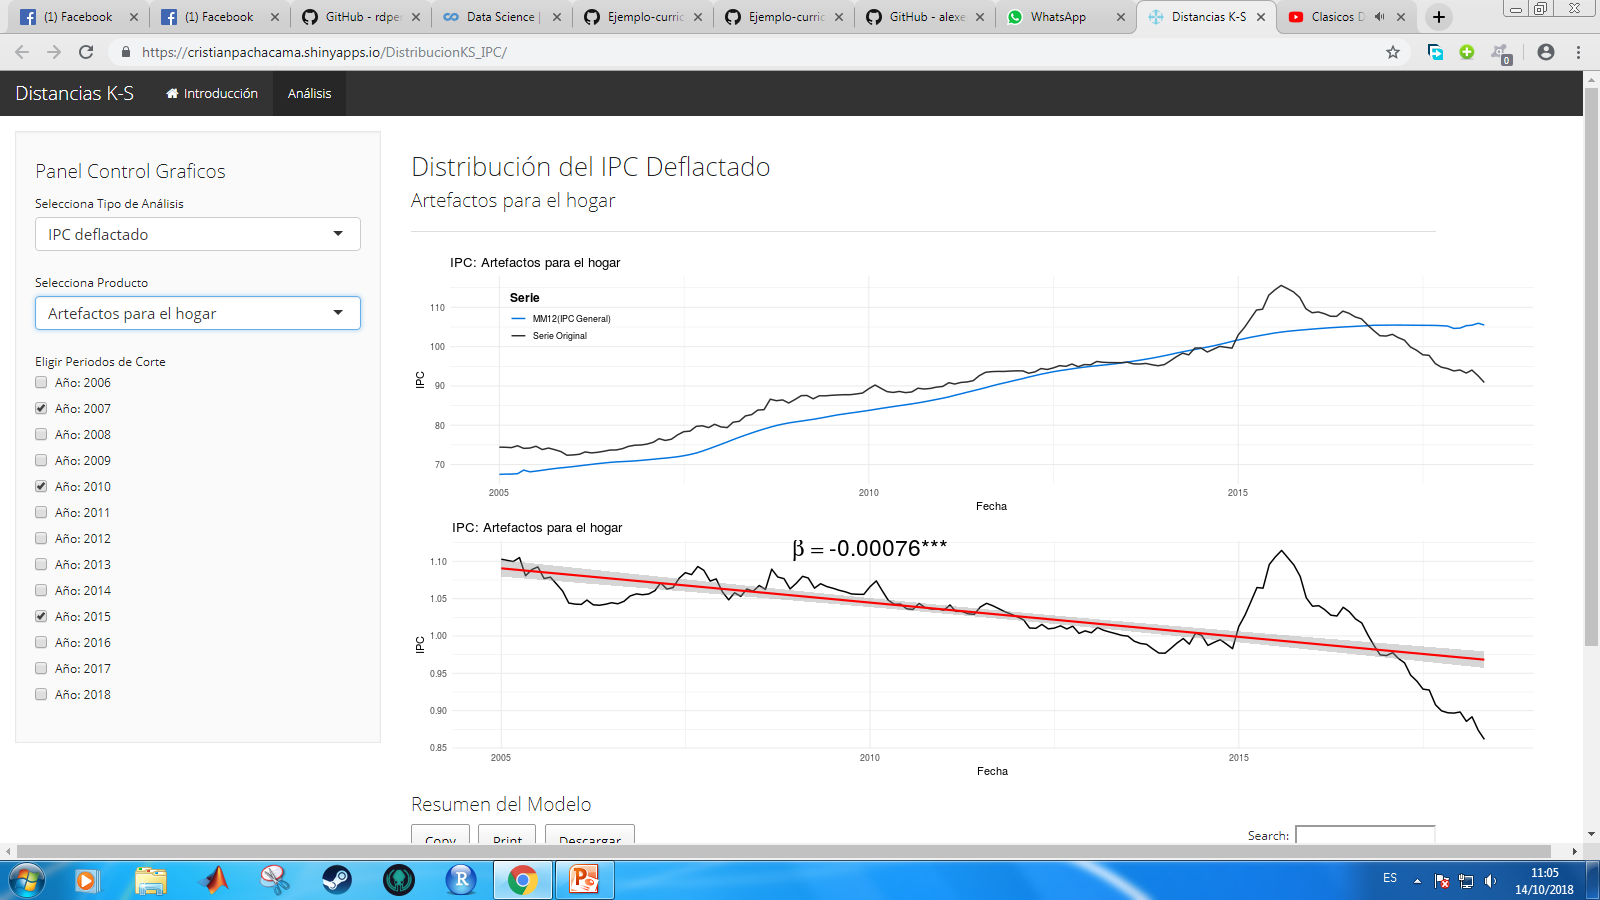 (1) Facebook
(1) Facebook
GitHub - rdpe
Data Science |
Ejemplo-curric
Ejemplo-curric
GitHub - alexe
WhatsApp
Distancias K-S
Clasicos D
https://cristianpachacama.shinyapps.io/DistribucionKS_IPC/
0
Distancias K-S
Introducción
Análisis
Panel Control Graficos
Selecciona Tipo de Análisis
IPC deflactado
Selecciona Producto
Artefactos para el hogar
Eligir Periodos de Corte
Año: 2006
Año: 2007
Año: 2008
Año: 2009
Año: 2010
Año: 2011
Año: 2012
Año: 2013
Año: 2014
Año: 2015
Año: 2016
Año: 2017
Año: 2018
Distribución del IPC Deflactado
Artefactos para el hogar
IPC: Artefactos para el hogar
Serie
MM12(IPC General)
Serie Original
110
100
90
80
70
IPC
2005
2010
2015
Fecha
IPC: Artefactos para el hogar
β = -0.00076***
1.10
1.05
1.00
0.95
0.90
0.85
IPC
2005
2010
2015
Fecha
Resumen del Modelo
Copy
Print
Descargar
Search:
ES
11:05
14/10/2018